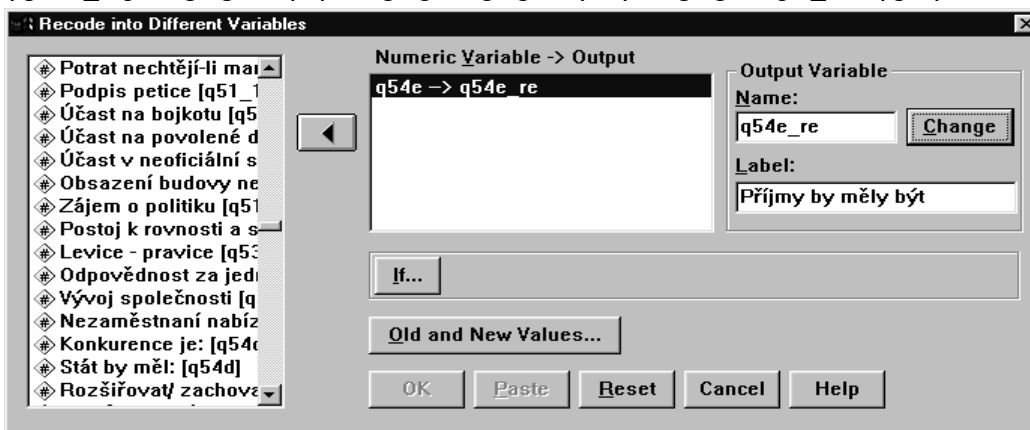 Recode into Different Variables
Potrat nechtějí-li
Podpis petice [q51_1
Účast na bojkotu [q5
Účast na povolené d
Účast v neoficiální s
Obsazení budovy ne
Zájem o politiku [q51
Postoj k rovnosti a s
Levice - pravice [q53
Odpovědnost za jed
Vývoj společnosti [q
Nezaměstnaní nabíz
Konkurence je: [q54c
Stát by měl: [q54d]
Rozšiřovat/ zachova
Numeric Variable -> Output
q54e --> q54e_re
Output Variable
Name:
q54e_re
Change
Label:
Příjmy by měly být
If...
Old and New Values...
OK
Paste
Reset
Cancel
Help